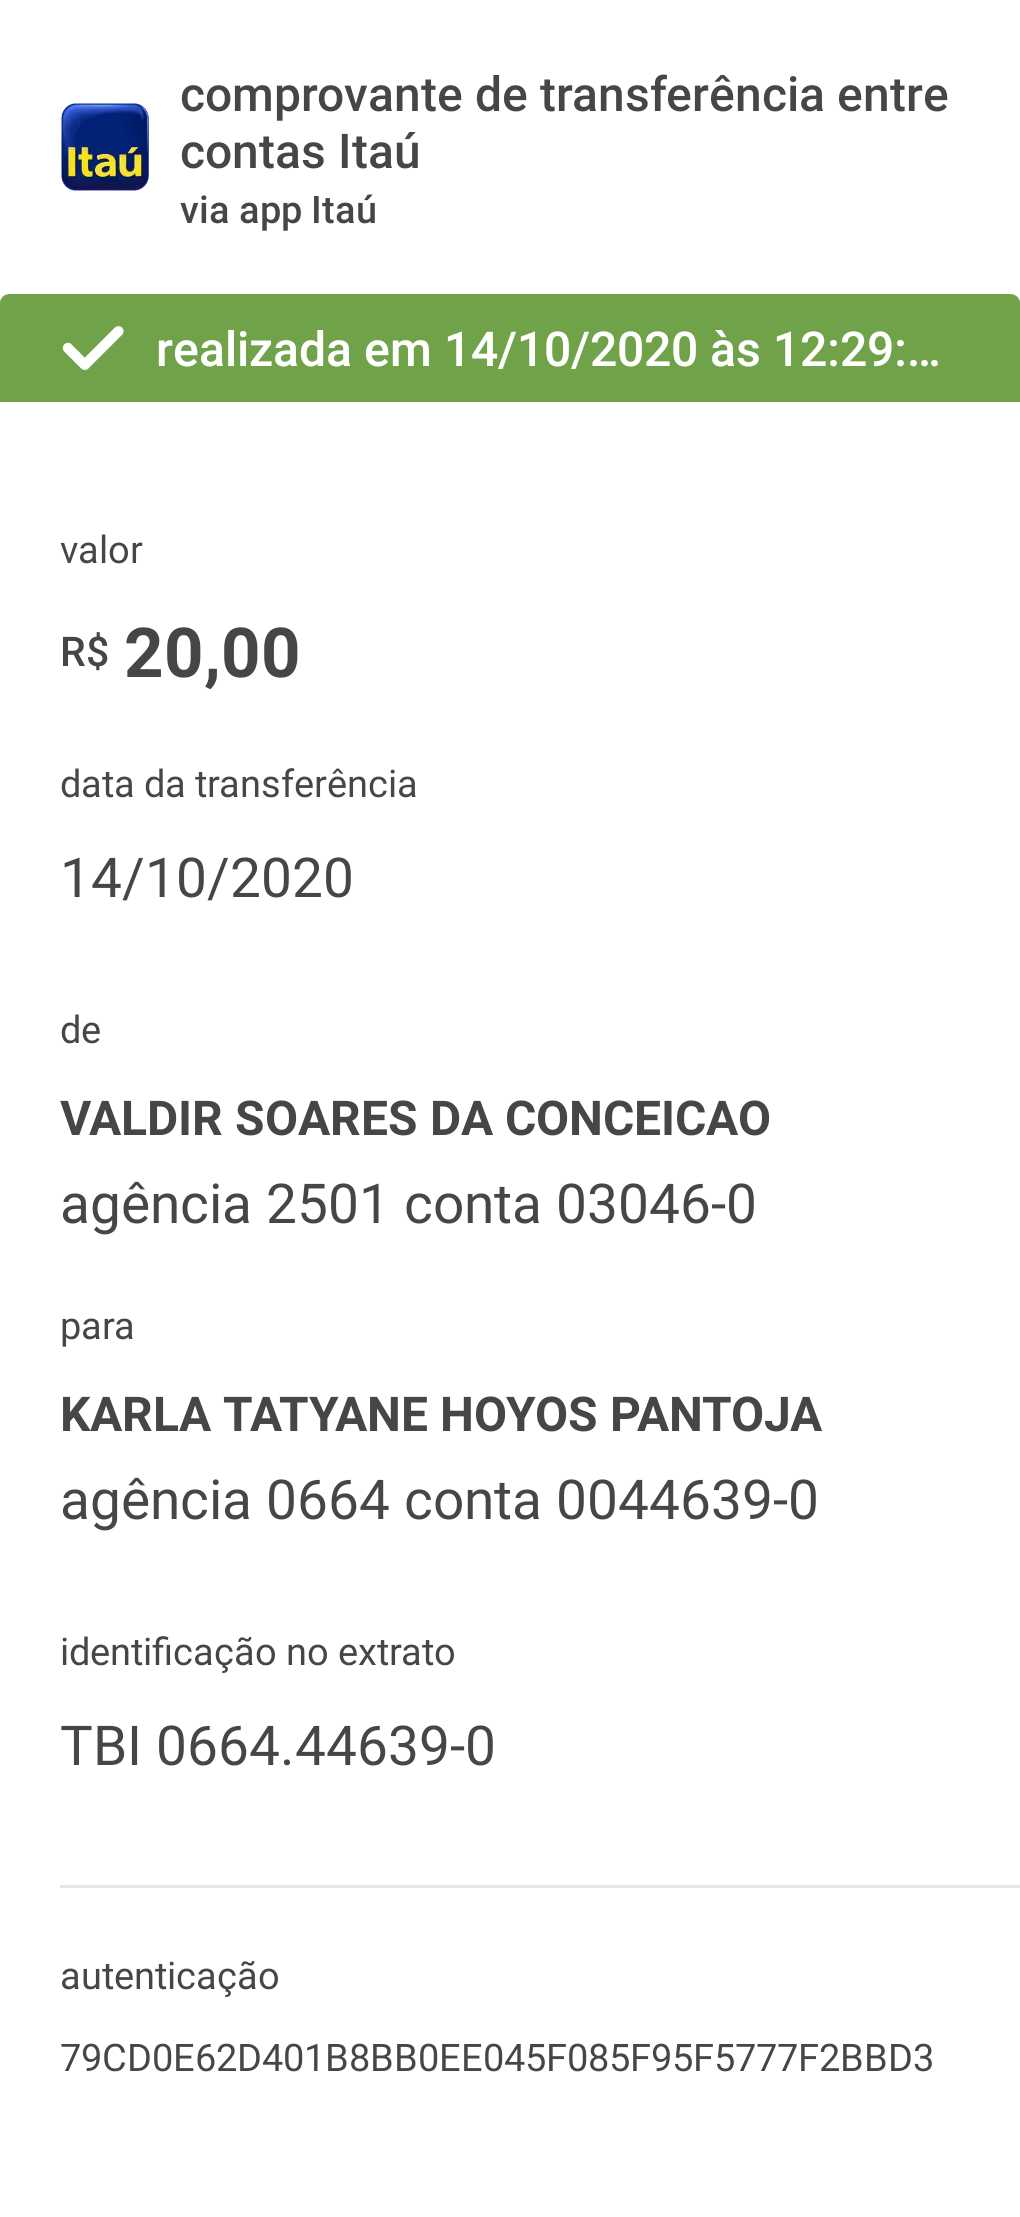 comprovante de transferência entre
contas Itaú
Itaú
via app Itaú
realizada em 14/10/2020 às 12:29:...
valor
R$ 20,00
data da transferência
14/10/2020
de
VALDIR SOARES DA CONCEICAO
agência 2501 conta 03046-0
para
KARLA TATYANE HOYOS PANTOJA
agência 0664 conta 0044639-0
identificação no extrato
TBI 0664.44639-0
autenticação
79CD0E62D401B8BB0EE045F085F95F5777F2BBD3